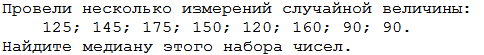 Провели несколько измерений случайной величины:
125; 145; 175; 150; 120; 160; 90; 90.
Найдите медиану этого набора чисел.